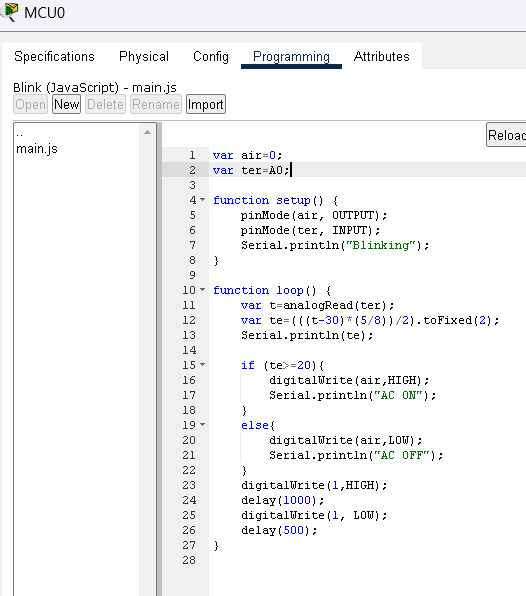 MCU0
Specifications Physical Config Programming Attributes
Blink (JavaScript) - main.js
Open New Delete Rename Import
..
main.js
Reload
1 var air=0;
2 var ter=A0;
3
4 function setup() {
5 pinMode(air, OUTPUT);
6 pinMode(ter, INPUT);
7 Serial.println("Blinking");
8 }
9
10 function loop() {
11 var t=analogRead(ter);
12 var te=(((t-30)*(5/8))/2).toFixed(2);
13 Serial.println(te);
14
15 if (te>=20){
16 digitalWrite(air,HIGH);
17 Serial.println("AC ON");
18 }
19 else{
20 digitalWrite(air,LOW);
21 Serial.println("AC OFF");
22 }
23 digitalWrite(1,HIGH);
24 delay(1000);
25 digitalWrite(1, LOW);
26 delay(500);
27 }
28